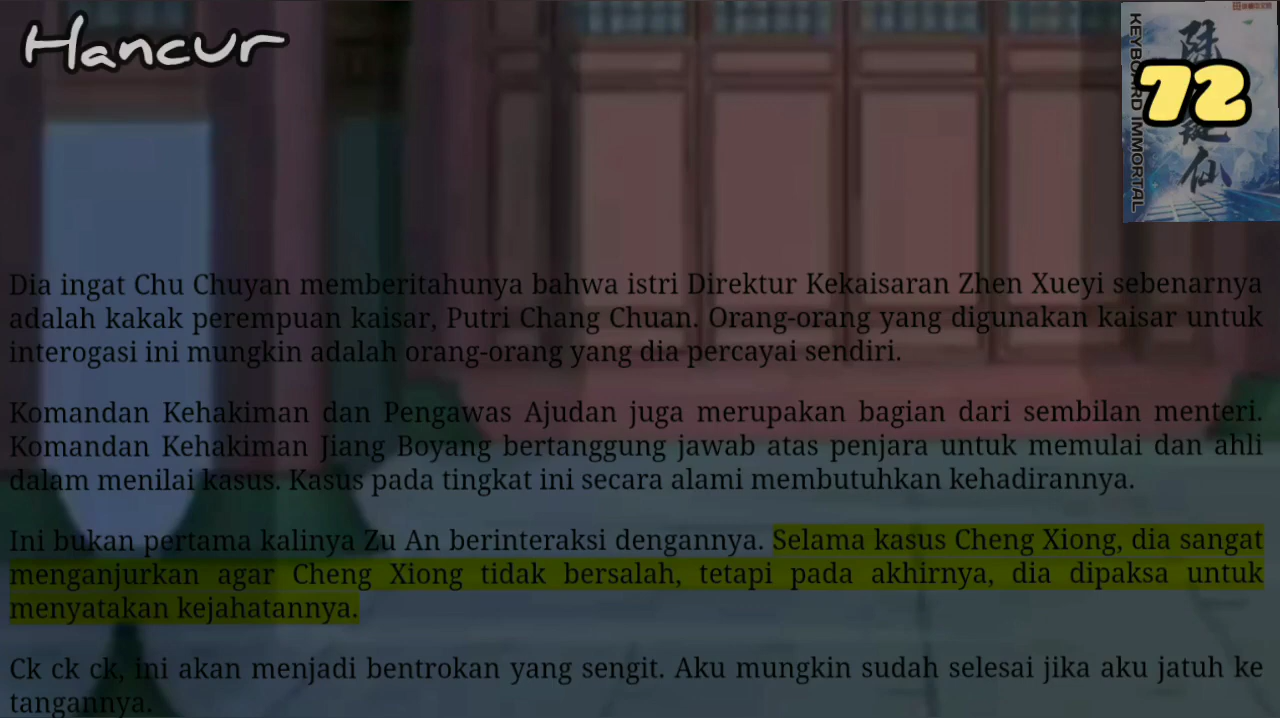 Hancur
72
KEYBOARD IMMORTAL
仙
Dia ingat Chu Chuyan memberitahunya bahwa istri Direktur Kekaisaran Zhen Xueyi sebenarnya
adalah kakak perempuan kaisar, Putri Chang Chuan. Orang-orang yang digunakan kaisar untuk
interogasi ini mungkin adalah orang-orang yang dia percayai sendiri.
Komandan Kehakiman dan Pengawas Ajudan juga merupakan bagian dari sembilan menteri.
Komandan Kehakiman Jiang Boyang bertanggung jawab atas penjara untuk memulai dan ahli
dalam menilai kasus. Kasus pada tingkat ini secara alami membutuhkan kehadirannya.
Ini bukan pertama kalinya Zu An berinteraksi dengannya. Selama kasus Cheng Xiong, dia sangat
menganjurkan agar Cheng Xiong tidak bersalah, tetapi pada akhirnya, dia dipaksa untuk
menyatakan kejahatannya.
Ck ck ck, ini akan menjadi bentrokan yang sengit. Aku mungkin sudah selesai jika aku jatuh ke
tangannya.